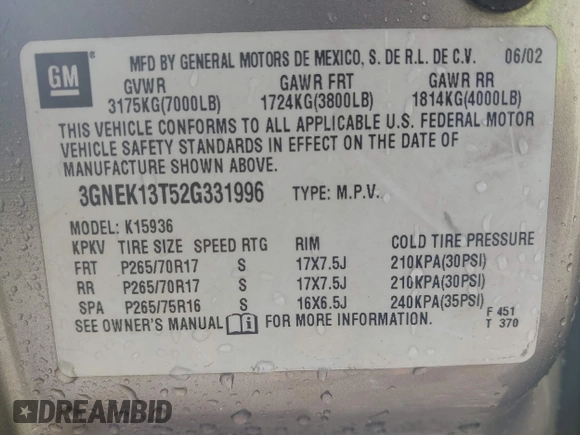 GM ®
MFD BY GENERAL MOTORS DE MEXICO, S. DE R.L. DE C.V. 06/02
GVWR GAWR FRT GAWR RR
3175KG(7000LB) 1724KG(3800LB) 1814KG(4000LB)
THIS VEHICLE CONFORMS TO ALL APPLICABLE U.S. FEDERAL MOTOR
VEHICLE SAFETY STANDARDS IN EFFECT ON THE DATE OF
MANUFACTURE SHOWN ABOVE.
3GNEK13T52G331996 TYPE: M.P.V.
MODEL: K15936
KPKV TIRE SIZE SPEED RTG RIM COLD TIRE PRESSURE
FRT P265/70R17 S 17X7.5J 210KPA(30PSI)
RR P265/70R17 S 17X7.5J 210KPA(30PSI)
SPA P265/75R16 S 16X6.5J 240KPA(35PSI)
SEE OWNER'S MANUAL i FOR MORE INFORMATION. F 451
T 370
DREAMBID